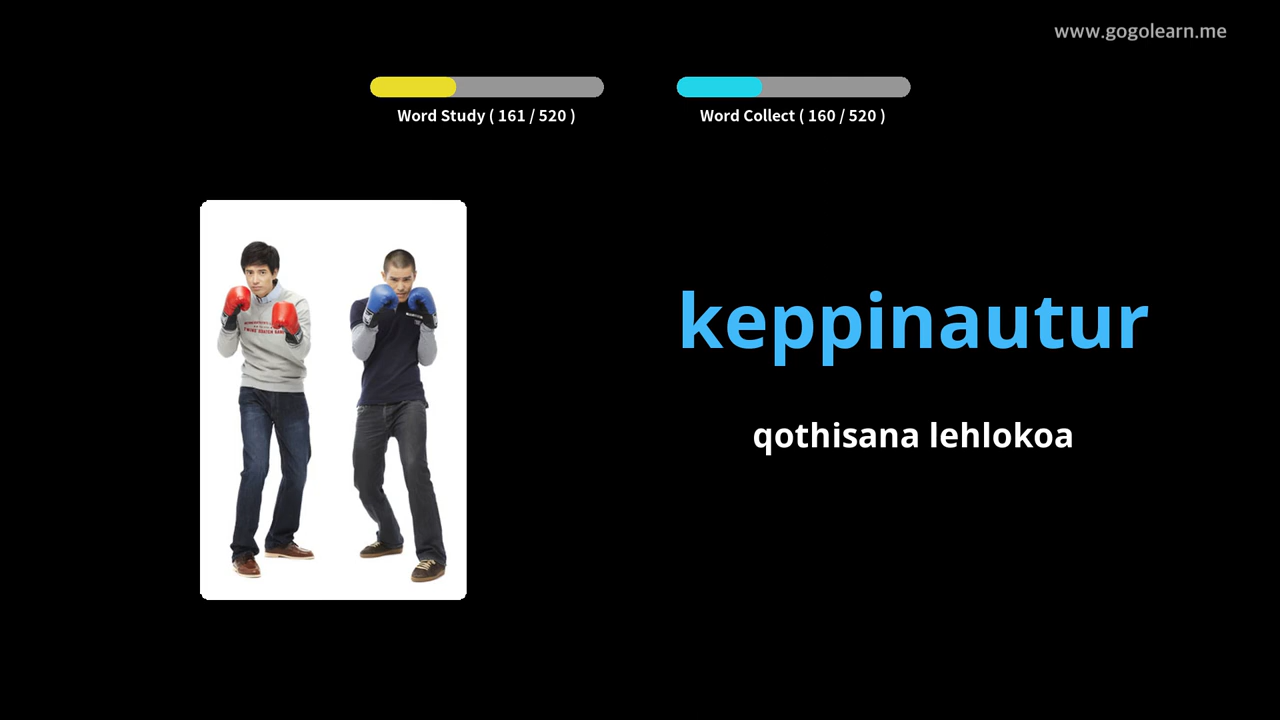 www.gogolearn.me
Word Study ( 161 / 520 )
Word Collect ( 160 / 520 )
keppinautur
qothisana lehlokoa